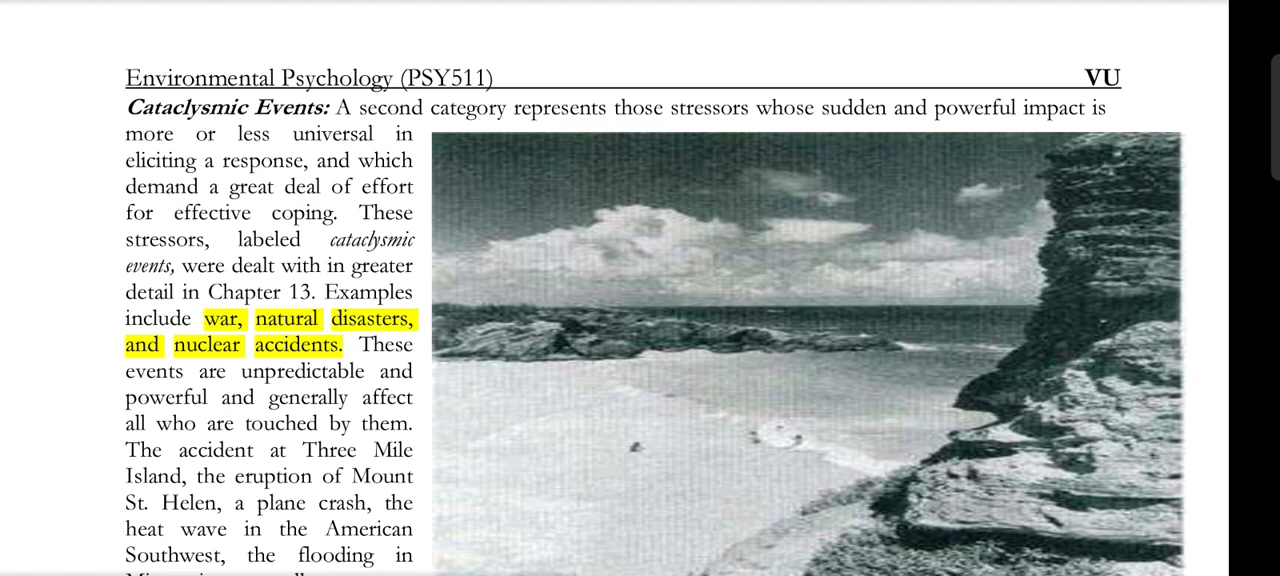 Environmental Psychology (PSY511) VU
Cataclysmic Events: A second category represents those stressors whose sudden and powerful impact is
more or less universal in
eliciting a response, and which
demand a great deal of effort
for effective coping. These
stressors, labeled cataclysmic
events, were dealt with in greater
detail in Chapter 13. Examples
include war, natural disasters,
and nuclear accidents. These
events are unpredictable and
powerful and generally affect
all who are touched by them.
The accident at Three Mile
Island, the eruption of Mount
St. Helen, a plane crash, the
heat wave in the American
Southwest, the flooding in